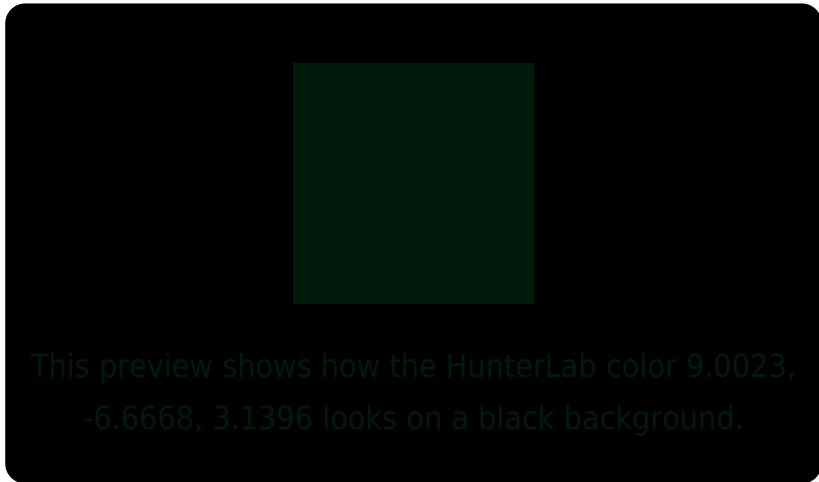 This preview shows how the HunterLab color 9.0023,
-6.6668, 3.1396 looks on a black background.